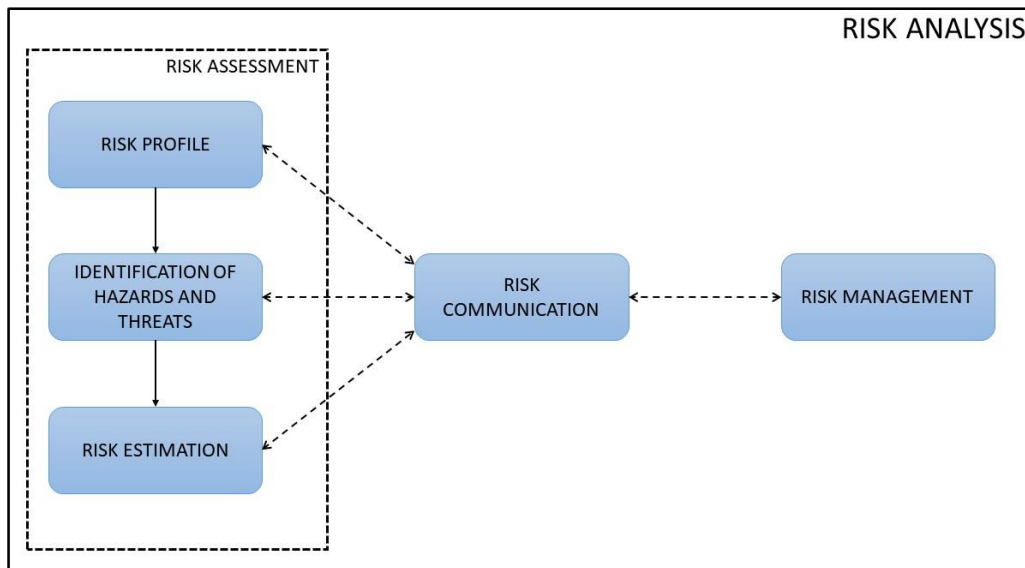 RISK ANALYSIS
RISK ASSESSMENT
RISK PROFILE
IDENTIFICATION OF
HAZARDS AND
THREATS
RISK
COMMUNICATION
RISK MANAGEMENT
RISK ESTIMATION